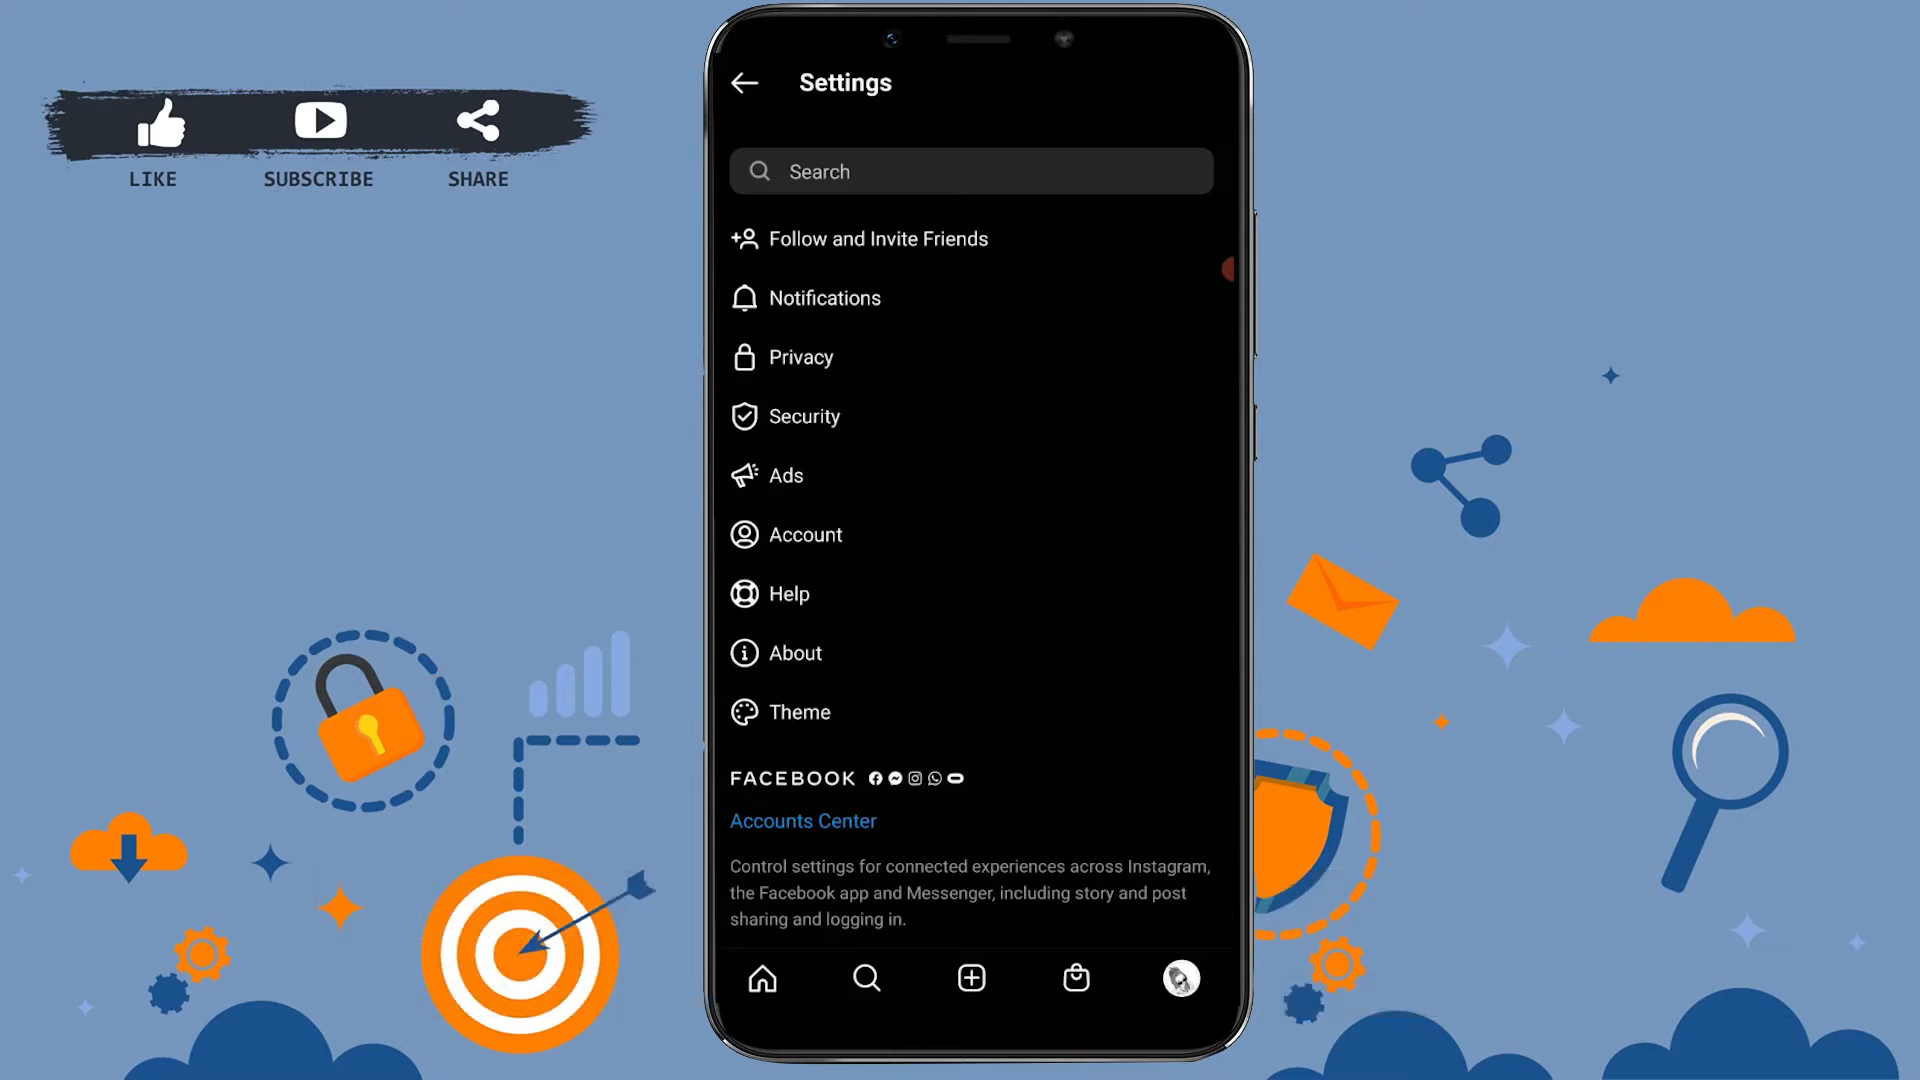 LIKE SUBSCRIBE SHARE
Settings
Search
Follow and Invite Friends
Notifications
Privacy
Security
Ads
Account
Help
About
Theme
FACEBOOK
Accounts Center
Control settings for connected experiences across Instagram,
the Facebook app and Messenger, including story and post
sharing and logging in.